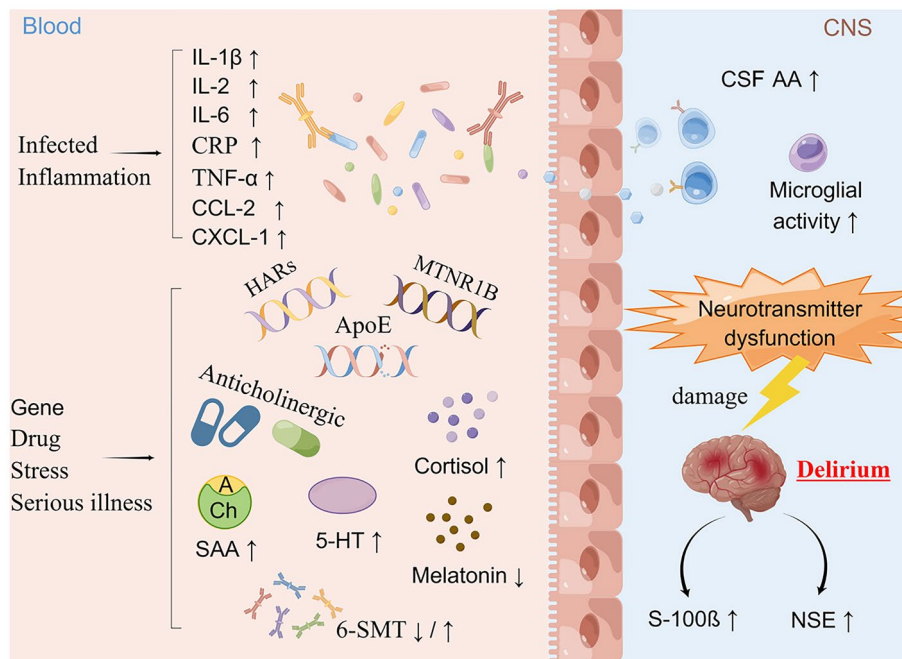 Blood
IL-1β ↑
IL-2 ↑
IL-6 ↑
CRP ↑
TNF-α ↑
CCL-2 ↑
CXCL-1 ↑
Infected
Inflammation
HARs
MTNR1B
ApoE
Gene
Drug
Stress
Serious illness
Anticholinergic
Cortisol ↑
A
Ch
SAA ↑
5-HT ↑
Melatonin ↓
6-SMT ↓ / ↑
CNS
CSF AA ↑
Microglial
activity ↑
Neurotransmitter
dysfunction
damage
Delirium
S-100ß ↑
NSE ↑